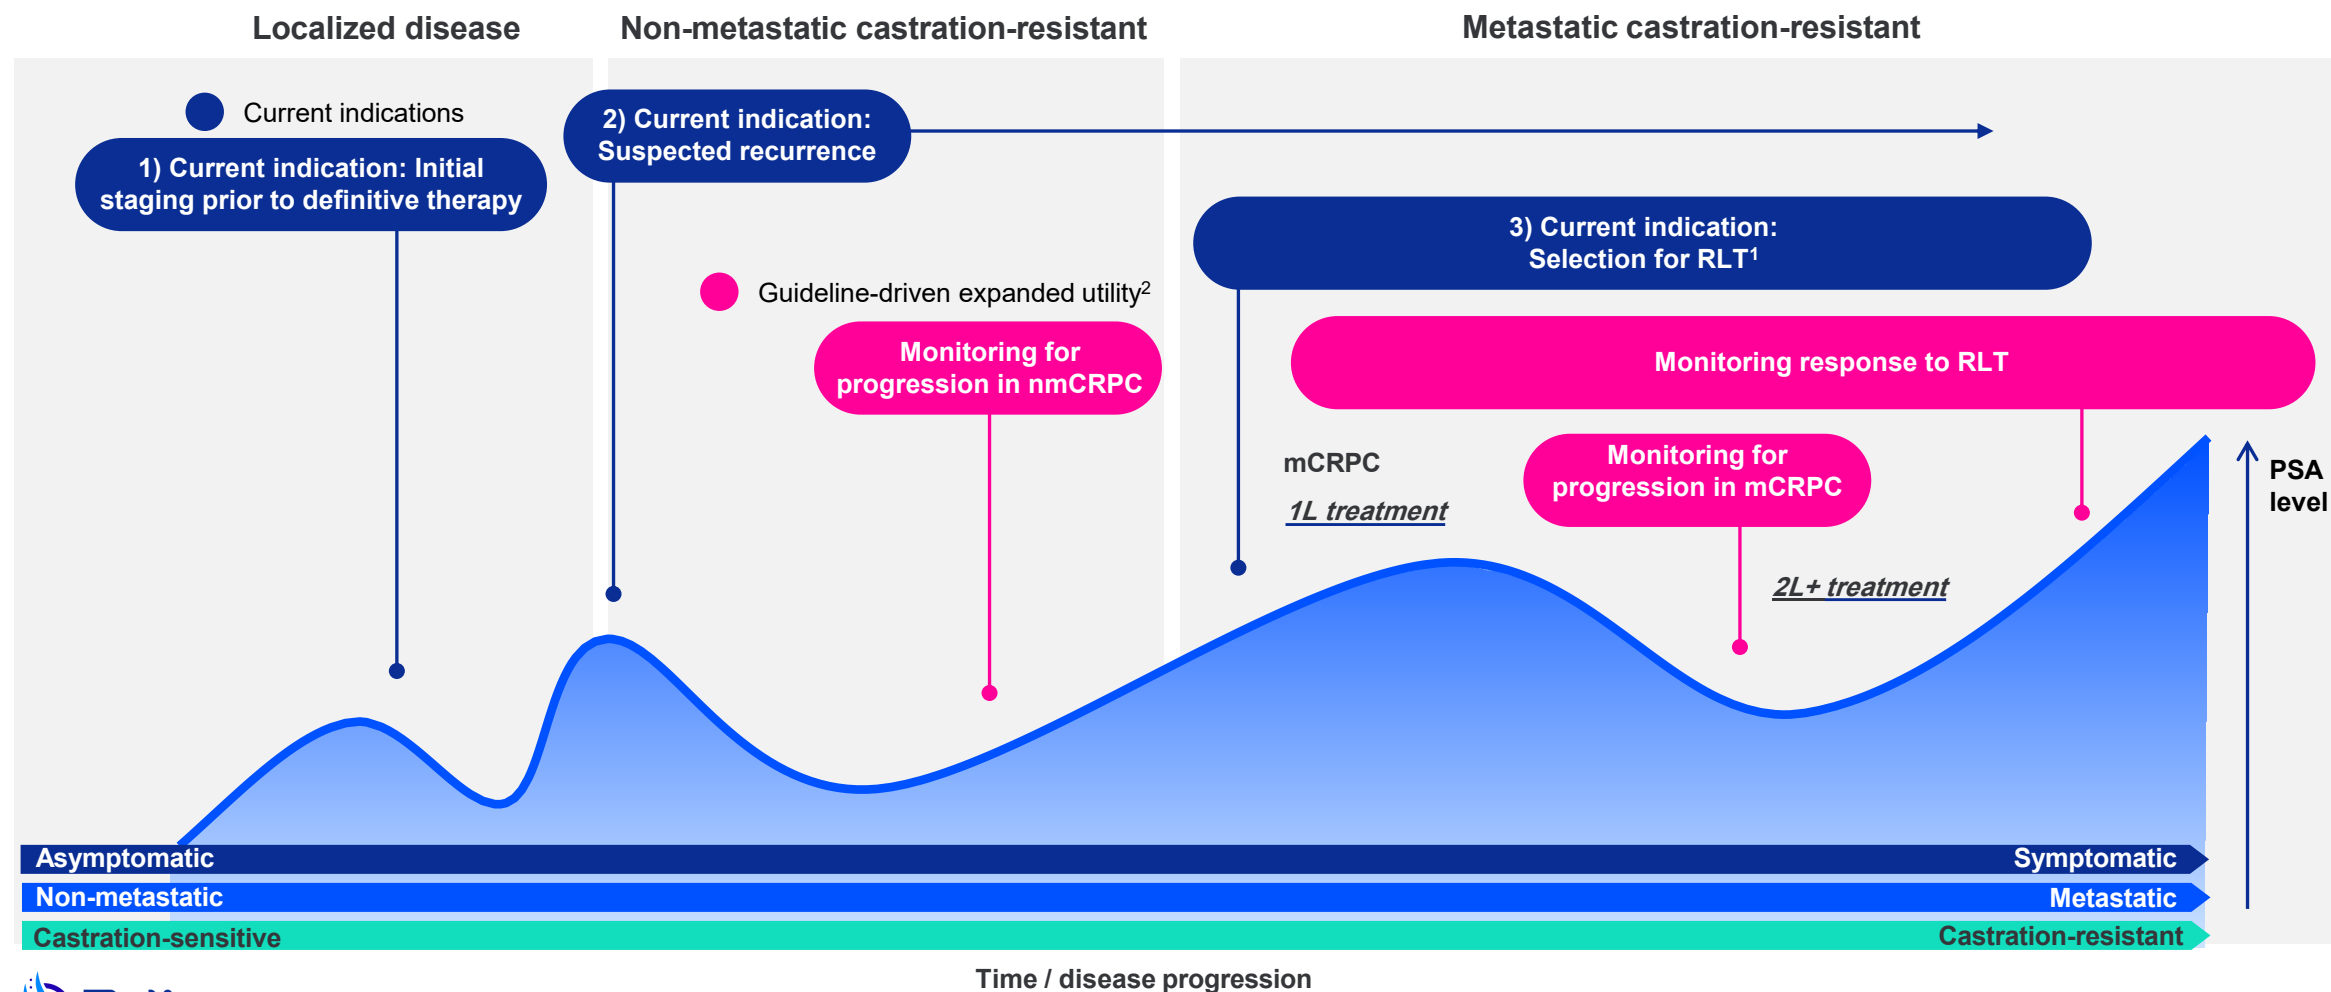 Localized disease
Non-metastatic castration-resistant
Metastatic castration-resistant
Current indications
1) Current indication: Initial
staging prior to definitive therapy
2) Current indication:
Suspected recurrence
3) Current indication:
Selection for RLT¹
Guideline-driven expanded utility²
Monitoring for
progression in nmCRPC
Monitoring response to RLT
mCRPC
1L treatment
Monitoring for
progression in mCRPC
2L+ treatment
PSA
level
Asymptomatic
Symptomatic
Non-metastatic
Metastatic
Castration-sensitive
Castration-resistant
Time / disease progression